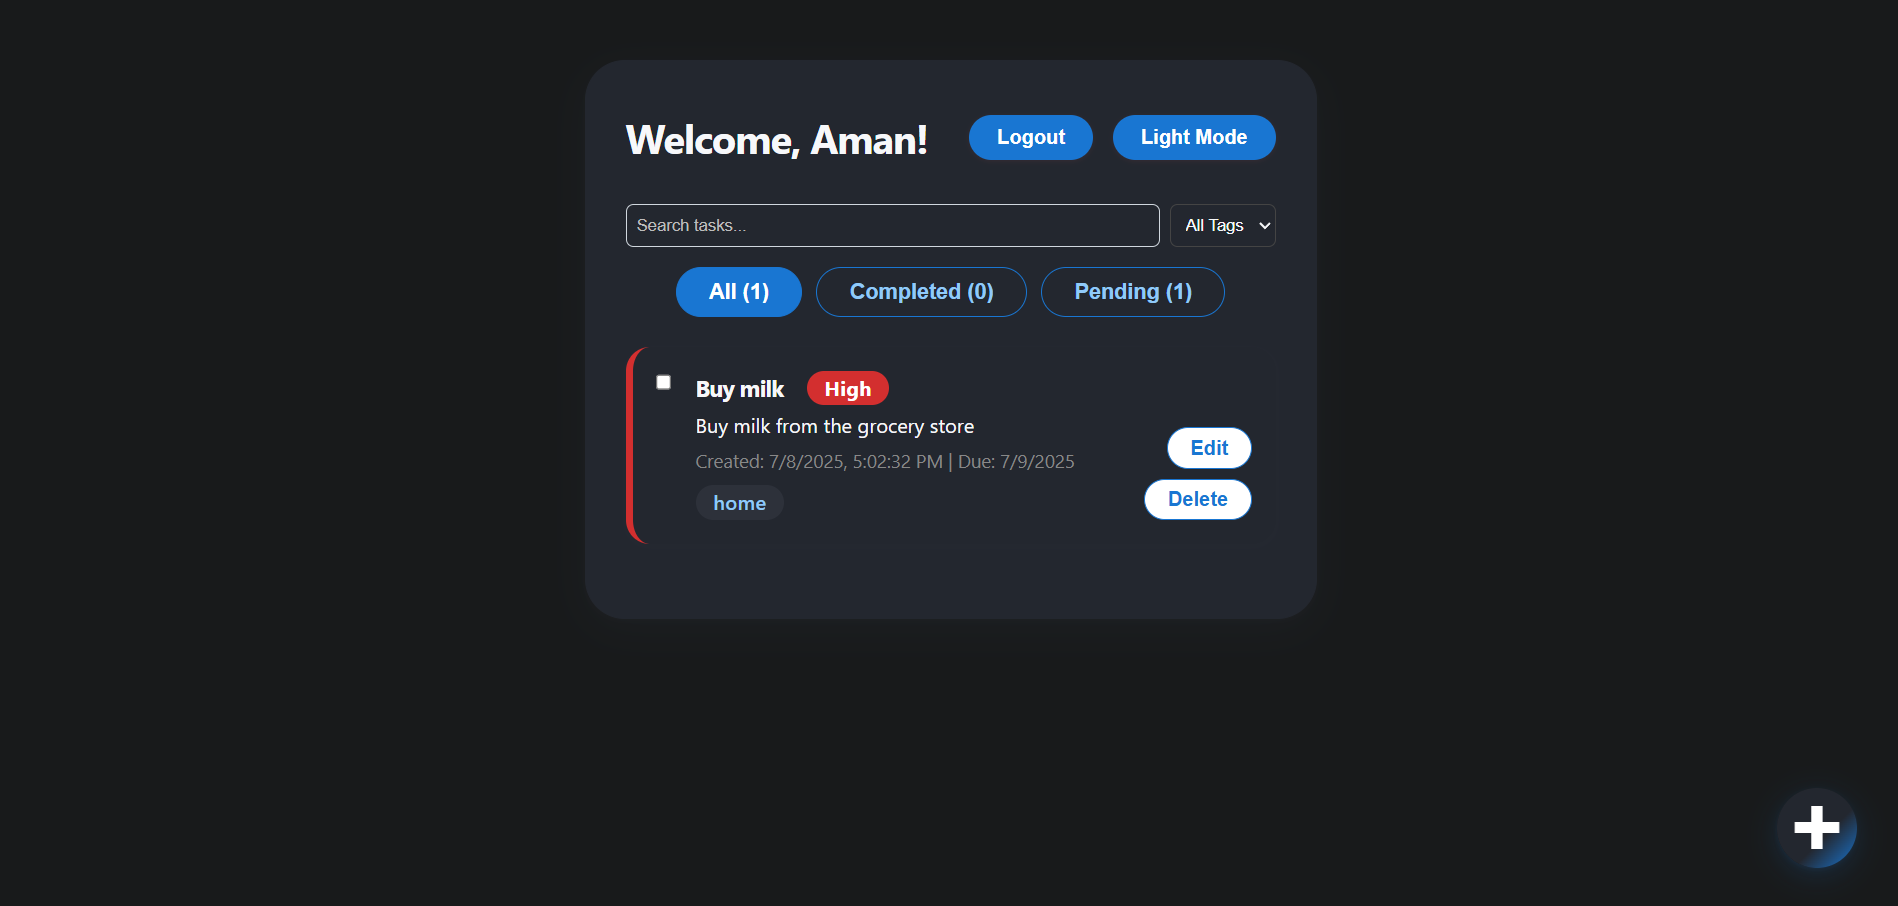 Welcome, Aman! Logout Light Mode
Search tasks... All Tags
All (1) Completed (0) Pending (1)
Buy milk High
Buy milk from the grocery store
Created: 7/8/2025, 5:02:32 PM | Due: 7/9/2025
home
Edit
Delete